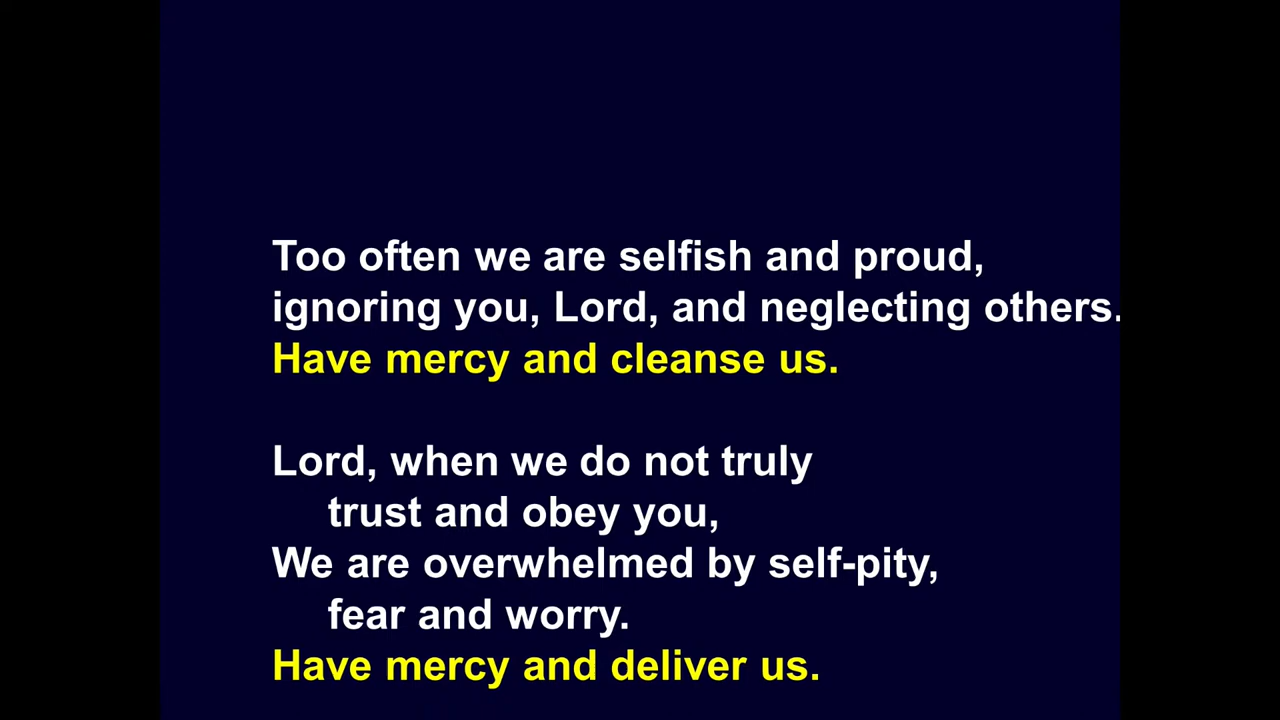 Too often we are selfish and proud,
ignoring you, Lord, and neglecting others.
Have mercy and cleanse us.
Lord, when we do not truly
trust and obey you,
We are overwhelmed by self-pity,
fear and worry.
Have mercy and deliver us.